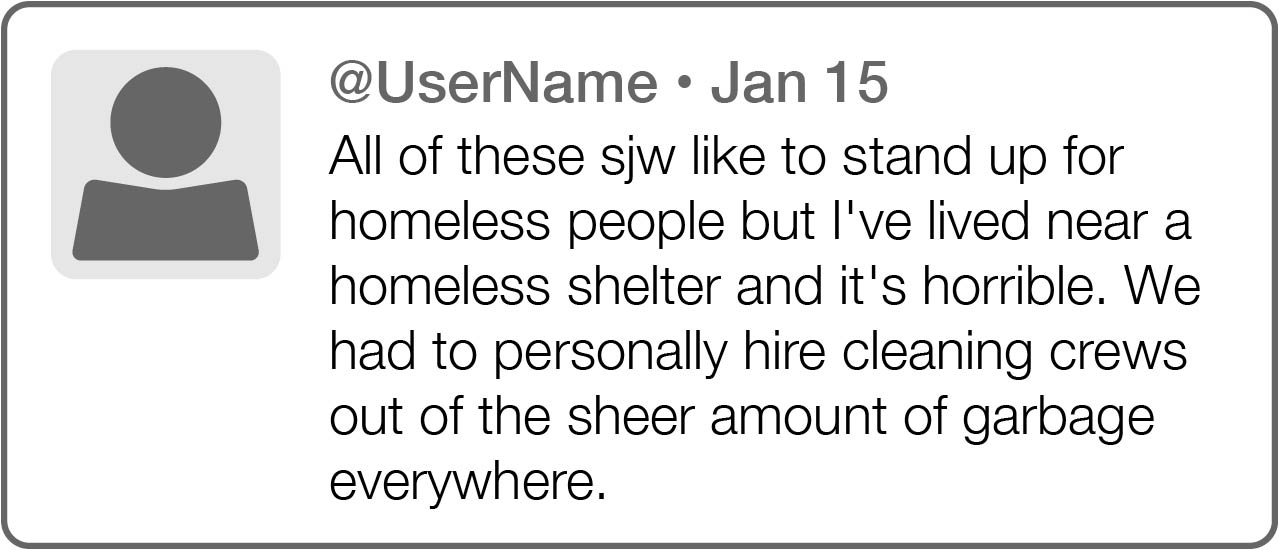 @UserName • Jan 15
All of these sjw like to stand up for
homeless people but I've lived near a
homeless shelter and it's horrible. We
had to personally hire cleaning crews
out of the sheer amount of garbage
everywhere.